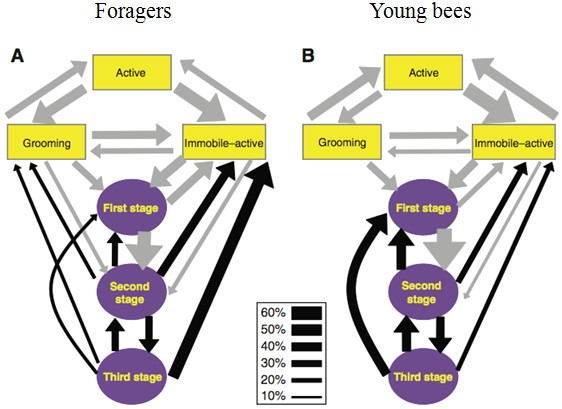 Foragers
Young bees
A
B
Active
Active
Grooming
Immobile–active
Grooming
Immobile–active
First stage
First stage
Second
stage
Second
stage
Third stage
Third stage
60%
50%
40%
30%
20%
10%